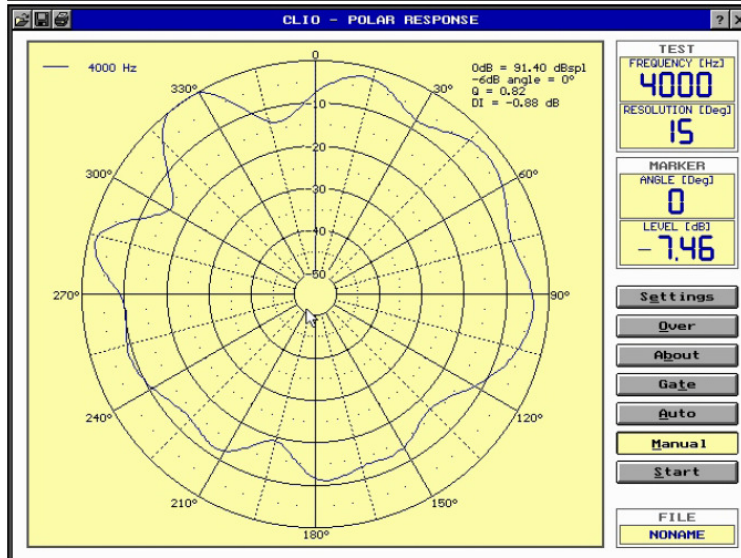 CLIO - POLAR RESPONSE
? X
4000 Hz
0dB = 91.40 dBspl
-6dB angle = 0°
Q = 0.82
DI = -0.88 dB
0
30°
60°
90°
120°
150°
180°
210°
240°
270°
300°
330°
-10
-20
-30
-40
-50
TEST
FREQUENCY [Hz]
4000
RESOLUTION [Deg]
15
MARKER
ANGLE [Deg]
0
LEVEL [dB]
-7.46
Settings
Over
About
Gate
Auto
Manual
Start
FILE
NONAME